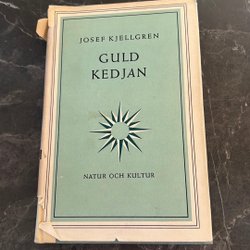 JOSEF KJELLGREN
GULD
KEDJAN
NATUR OCH KULTUR